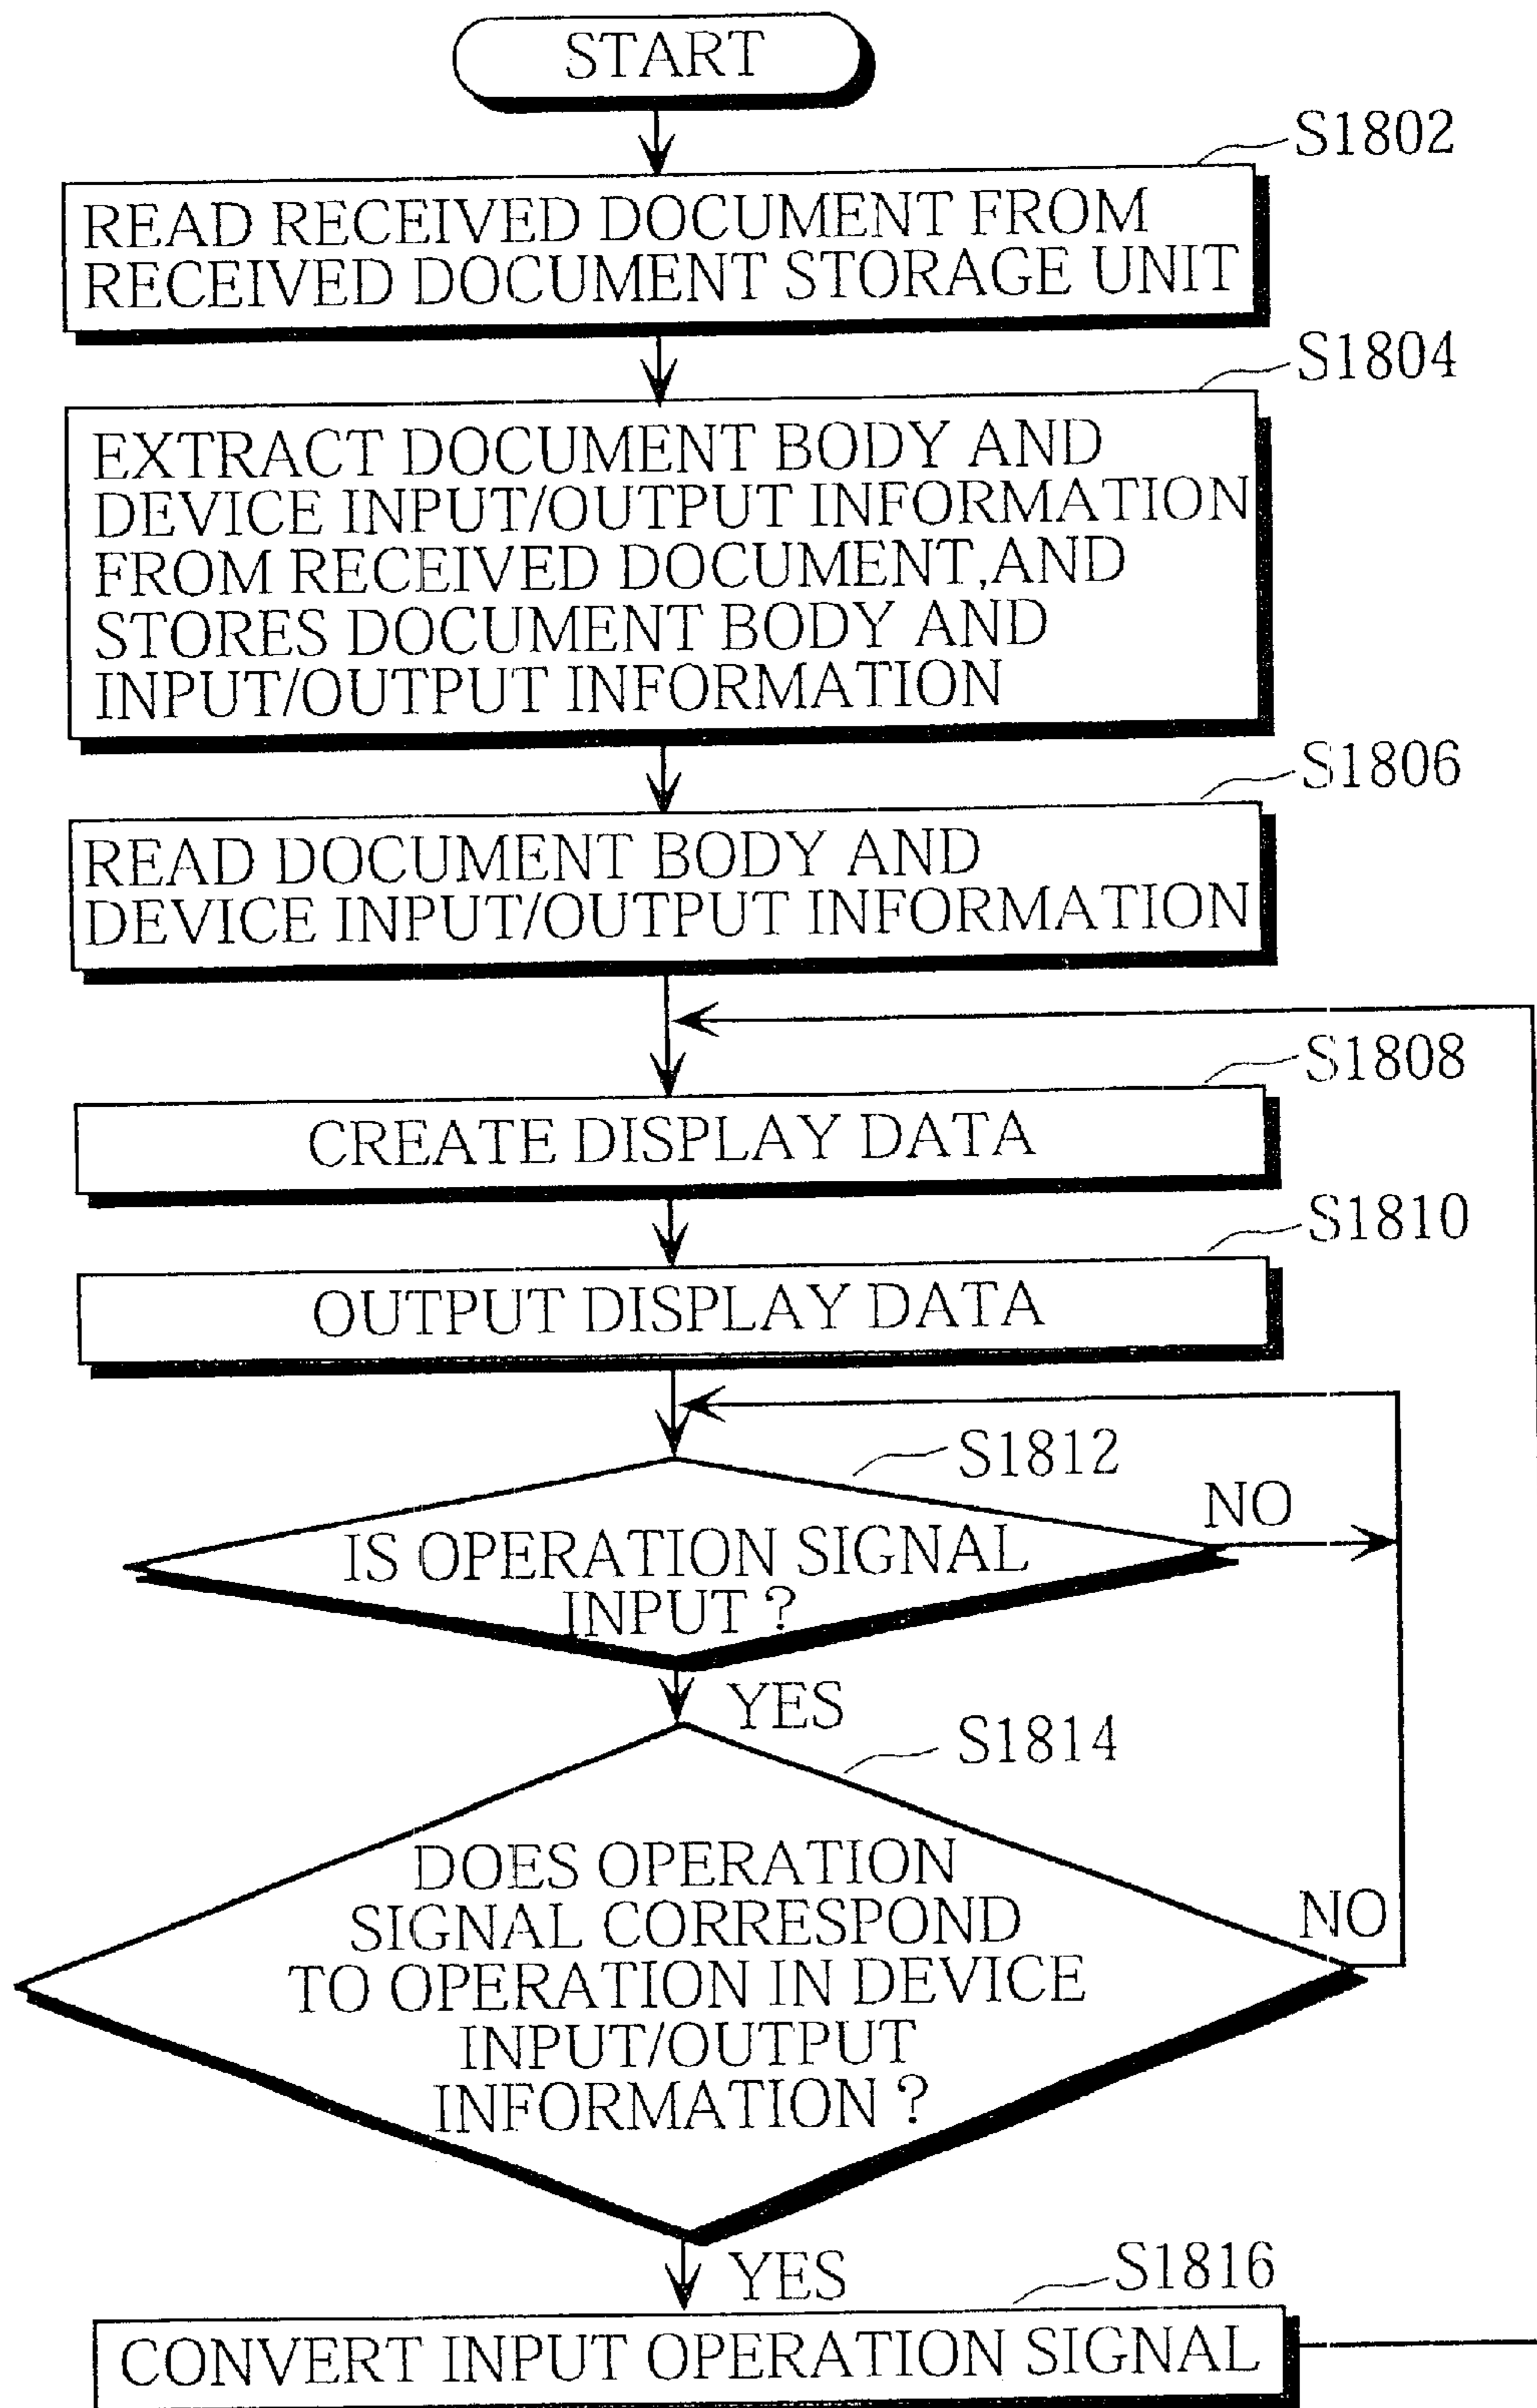 START
S1802
READ RECEIVED DOCUMENT FROM
RECEIVED DOCUMENT STORAGE UNIT
S1804
EXTRACT DOCUMENT BODY AND
DEVICE INPUT/OUTPUT INFORMATION
FROM RECEIVED DOCUMENT,AND
STORES DOCUMENT BODY AND
INPUT/OUTPUT INFORMATION
S1806
READ DOCUMENT BODY AND
DEVICE INPUT/OUTPUT INFORMATION
S1808
CREATE DISPLAY DATA
S1810
OUTPUT DISPLAY DATA
S1812
NO
IS OPERATION SIGNAL
INPUT ?
YES
S1814
DOES OPERATION
SIGNAL CORRESPOND
NO
TO OPERATION IN DEVICE
INPUT/OUTPUT
INFORMATION ?
YES
S1816
CONVERT INPUT OPERATION SIGNAL